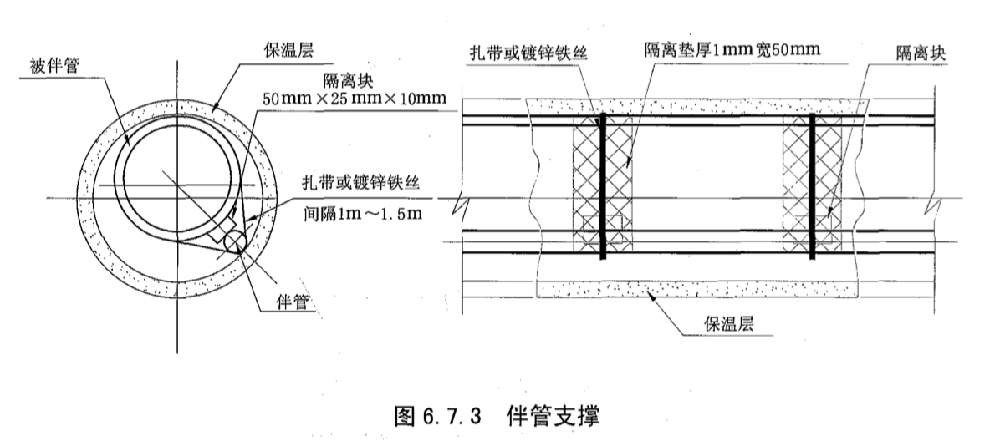 保温层
被伴管
隔离块
50mm×25mm×10mm
扎带或镀锌铁丝
间隔1m～1.5m
伴管
扎带或镀锌铁丝
隔离垫厚1mm宽50mm
隔离块
保温层
图 6.7.3 伴管支撑